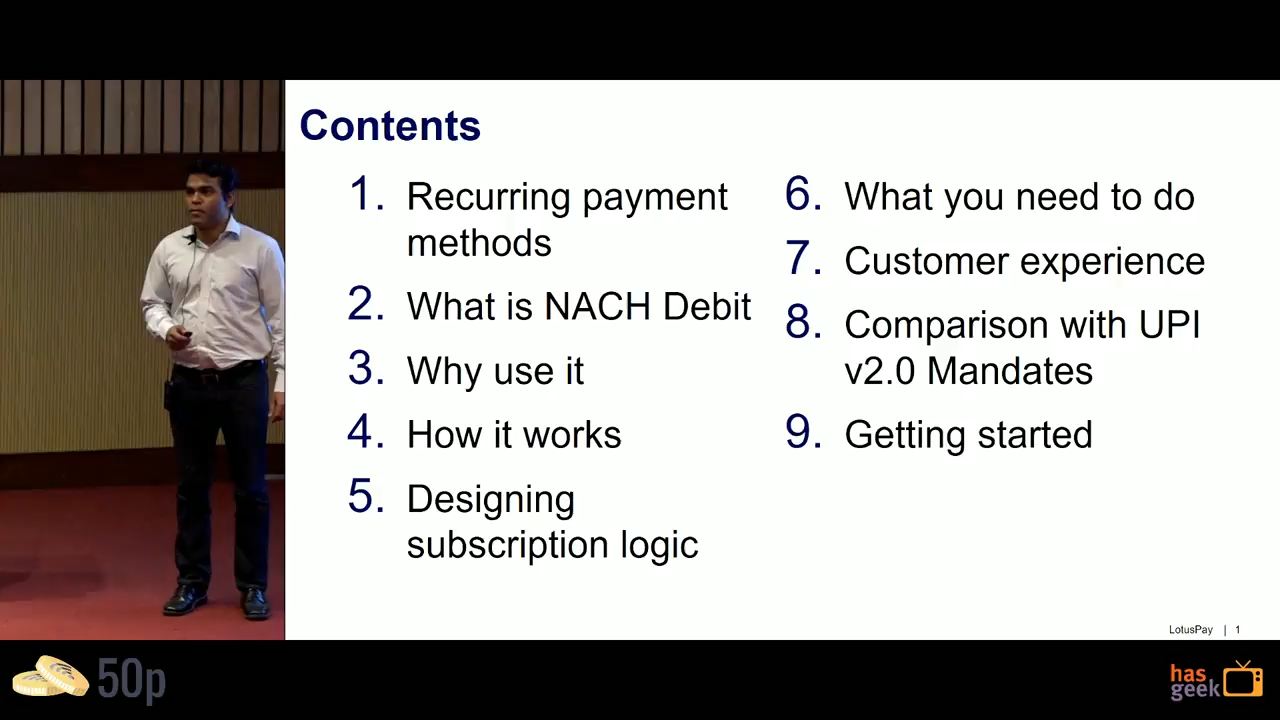 Contents
1. Recurring payment
methods
2. What is NACH Debit
3. Why use it
4. How it works
5. Designing
subscription logic
6. What you need to do
7. Customer experience
8. Comparison with UPI
v2.0 Mandates
9. Getting started
LotusPay | 1
50p
has
geek